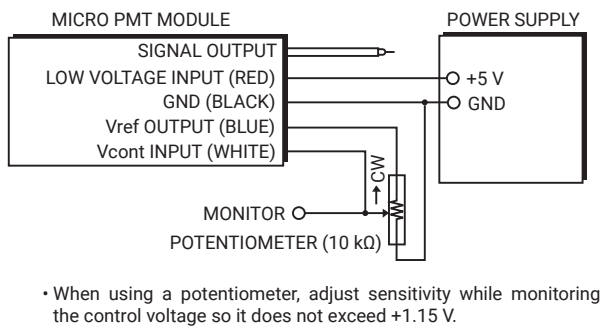 MICRO PMT MODULE
POWER SUPPLY
SIGNAL OUTPUT
LOW VOLTAGE INPUT (RED)
+5 V
GND (BLACK)
GND
Vref OUTPUT (BLUE)
Vcont INPUT (WHITE)
CW
MONITOR
POTENTIOMETER (10 kΩ)
• When using a potentiometer, adjust sensitivity while monitoring
the control voltage so it does not exceed +1.15 V.